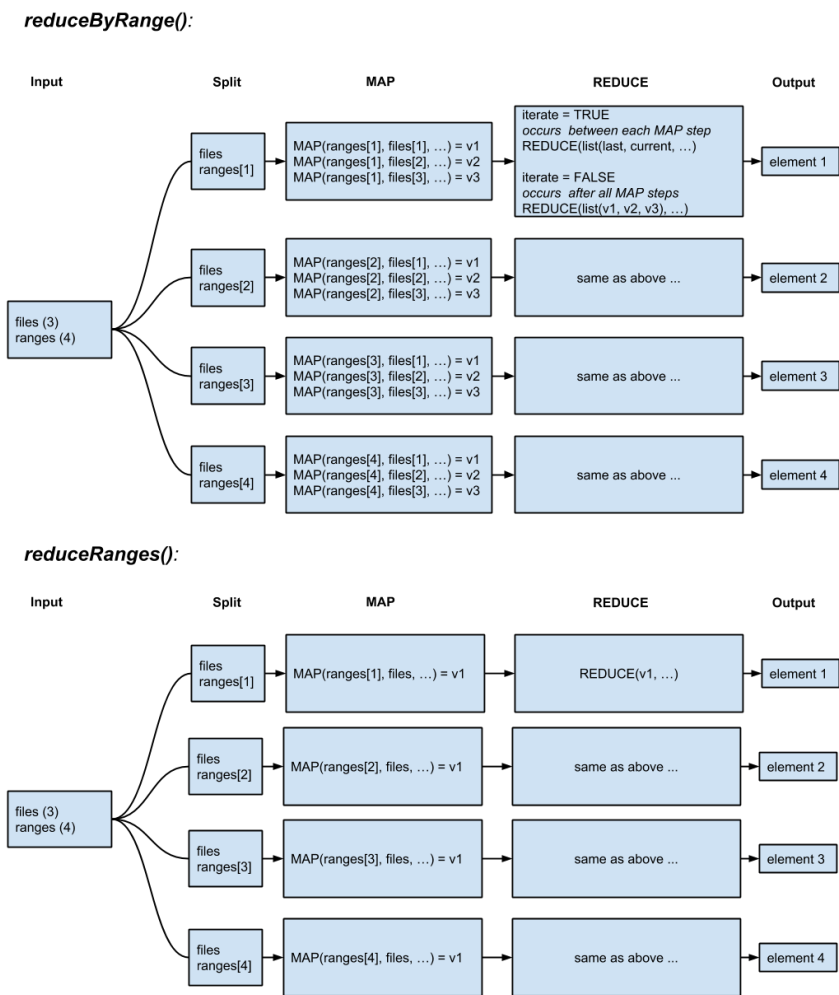 reduceByRange():
Input Split MAP REDUCE Output
files
ranges[1]
MAP(ranges[1], files[1], …) = v1
MAP(ranges[1], files[2], …) = v2
MAP(ranges[1], files[3], …) = v3
iterate = TRUE
occurs between each MAP step
REDUCE(list(last, current, …)
iterate = FALSE
occurs after all MAP steps
REDUCE(list(v1, v2, v3), …)
element 1
files
ranges[2]
MAP(ranges[2], files[1], …) = v1
MAP(ranges[2], files[2], …) = v2
MAP(ranges[2], files[3], …) = v3
same as above ...
element 2
files (3)
ranges (4)
files
ranges[3]
MAP(ranges[3], files[1], …) = v1
MAP(ranges[3], files[2], …) = v2
MAP(ranges[3], files[3], …) = v3
same as above ...
element 3
files
ranges[4]
MAP(ranges[4], files[1], …) = v1
MAP(ranges[4], files[2], …) = v2
MAP(ranges[4], files[3], …) = v3
same as above ...
element 4
reduceRanges():
Input Split MAP REDUCE Output
files
ranges[1]
MAP(ranges[1], files, …) = v1
REDUCE(v1, …)
element 1
files
ranges[2]
MAP(ranges[2], files, …) = v1
same as above ...
element 2
files (3)
ranges (4)
files
ranges[3]
MAP(ranges[3], files, …) = v1
same as above ...
element 3
files
ranges[4]
MAP(ranges[4], files, …) = v1
same as above ...
element 4